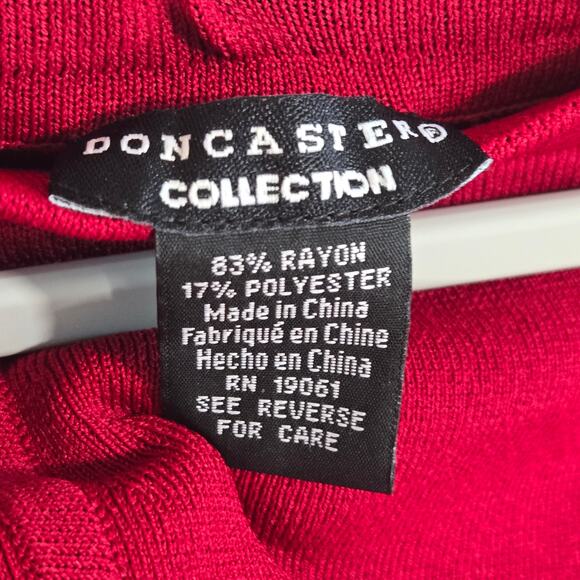 DONCASTER®
COLLECTION
83% RAYON
17% POLYESTER
Made in China
Fabriqué en Chine
Hecho en China
RN 19061
SEE REVERSE
FOR CARE